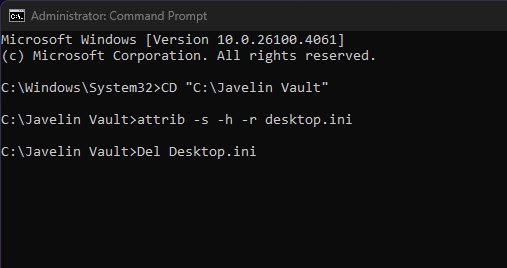 Administrator: Command Prompt
Microsoft Windows [Version 10.0.26100.4061]
(c) Microsoft Corporation. All rights reserved.
C:\Windows\System32>CD "C:\Javelin Vault"
C:\Javelin Vault>attrib -s -h -r desktop.ini
C:\Javelin Vault>Del Desktop.ini